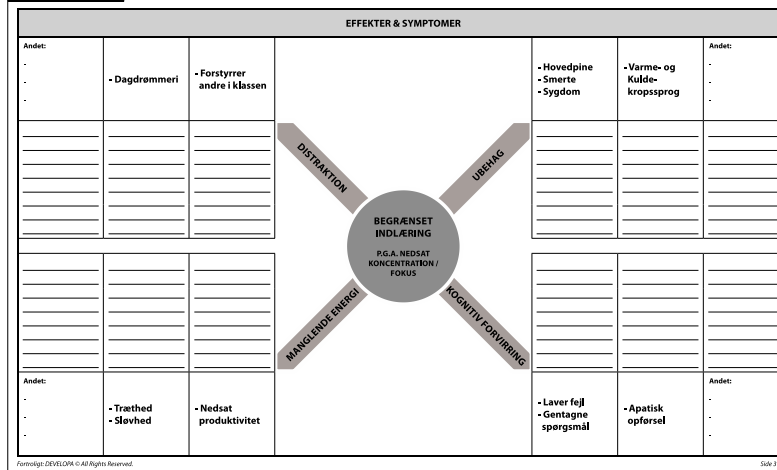 EFFEKTER & SYMPTOMER
Andet:
-
-
-
- Dagdrømmeri
- Forstyrrer
andre i klassen
- Hovedpine
- Smerte
- Sygdom
- Varme- og
Kulde-
kropssprog
Andet:
-
-
-
DISTRAKTION
UBEHAG
BEGRÆNSET
INDLÆRING
P.G.A. NEDSAT
KONCENTRATION /
FOKUS
MANGLENDE ENERGI
KOGNITIV FORVIRRING
Andet:
-
-
-
- Træthed
- Sløvhed
- Nedsat
produktivitet
- Laver fejl
- Gentagne
spørgsmål
- Apatisk
opførsel
Andet:
-
-
-
Fortroligt: DEVELOPA © All Rights Reserved.
Side 3